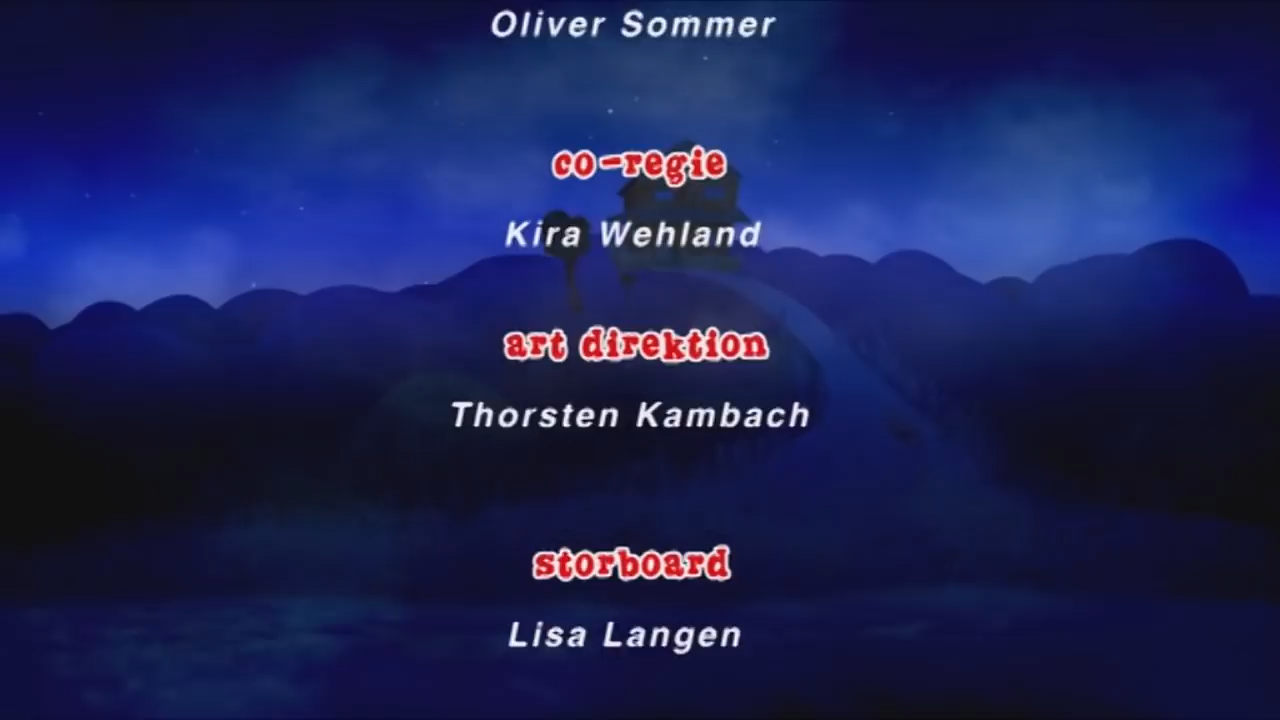 Oliver Sommer
co-regie
Kira Wehland
art direktion
Thorsten Kambach
storboard
Lisa Langen